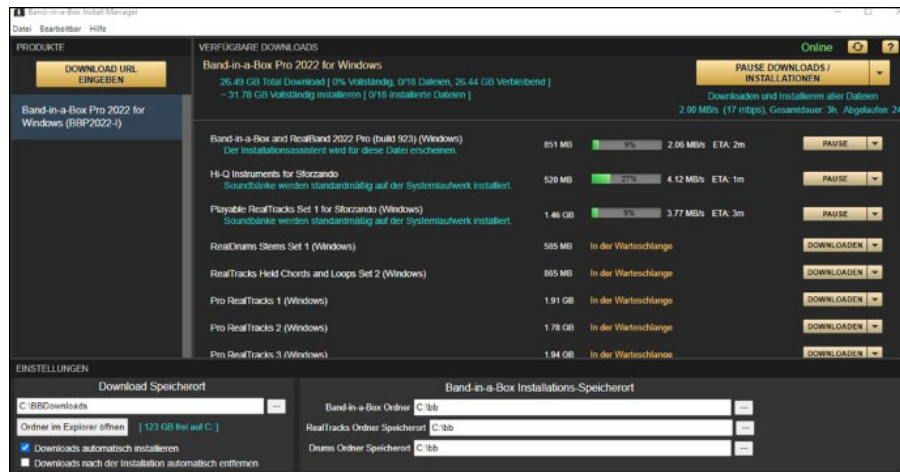 Band-in-a-Box Install Manager
Datei Bearbeitbar Hilfe
PRODUKTE
DOWNLOAD URL
EINGEBEN
Band-in-a-Box Pro 2022 for
Windows (BBP2022-I)
VERFÜGBARE DOWNLOADS
Online
?
Band-in-a-Box Pro 2022 for Windows
26.49 GB Total Download [ 0% Vollständig, 0/18 Dateien, 26.44 GB Verbleibend ]
~ 31.78 GB Vollständig installieren [ 0/18 Installierte Dateien ]
PAUSE DOWNLOADS /
INSTALLATIONEN
Downloaden und Installieren aller Dateien
2.00 MB/s (17 mbps), Gesamtdauer: 3h, Abgelaufen: 24
Band-in-a-Box and RealBand 2022 Pro (build 923) (Windows)
Der Installationsassistent wird für diese Datei erscheinen.
851 MB 9% 2.06 MB/s ETA: 2m PAUSE
Hi-Q Instruments for Sforzando
Soundbänke werden standardmäßig auf der Systemlaufwerk installiert.
520 MB 27% 4.12 MB/s ETA: 1m PAUSE
Playable RealTracks Set 1 for Sforzando (Windows)
Soundbänke werden standardmäßig auf der Systemlaufwerk installiert.
1.46 GB 9% 3.77 MB/s ETA: 3m PAUSE
RealDrums Stems Set 1 (Windows) 585 MB In der Warteschlange DOWNLOADEN
RealTracks Held Chords and Loops Set 2 (Windows) 865 MB In der Warteschlange DOWNLOADEN
Pro RealTracks 1 (Windows) 1.91 GB In der Warteschlange DOWNLOADEN
Pro RealTracks 2 (Windows) 1.78 GB In der Warteschlange DOWNLOADEN
Pro RealTracks 3 (Windows) 1.94 GB In der Warteschlange DOWNLOADEN
EINSTELLUNGEN
Download Speicherort
C:\BBDownloads ...
Ordner im Explorer öffnen [ 123 GB frei auf C: ]
Downloads automatisch installieren
Downloads nach der Installation automatisch entfernen
Band-in-a-Box Installations-Speicherort
Band-in-a-Box Ordner C:\bb ...
RealTracks Ordner Speicherort C:\bb ...
Drums Ordner Speicherort C:\bb ...